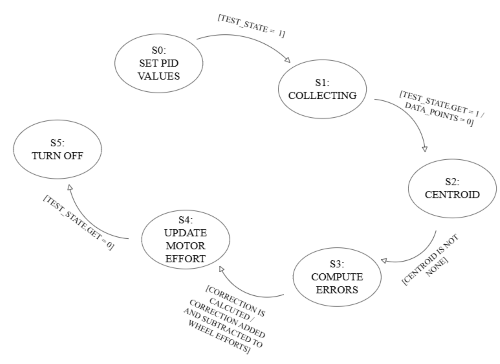 S0:
SET PID
VALUES
[TEST_STATE = 1]
S1:
COLLECTING
[TEST_STATE.GET = 1 /
DATA_POINTS = 0]
S2:
CENTROID
[CENTROID IS NOT
NONE]
S3:
COMPUTE
ERRORS
[CORRECTION IS
CALCUTED /
CORRECTION ADDED
AND SUBTRACTED TO
WHEEL EFFORTS]
S4:
UPDATE
MOTOR
EFFORT
[TEST_STATE.GET = 0]
S5:
TURN OFF